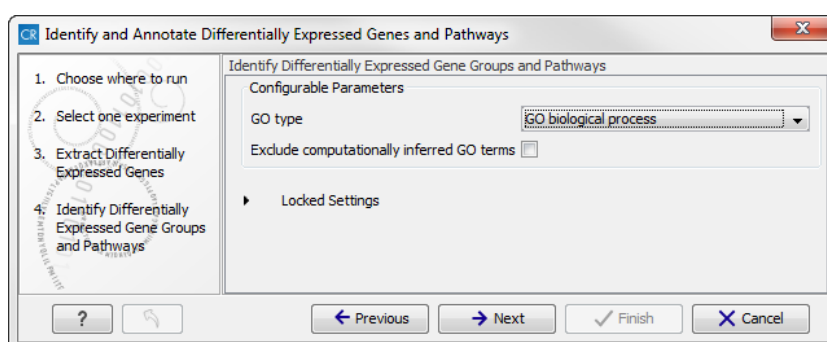 CR Identify and Annotate Differentially Expressed Genes and Pathways
1. Choose where to run
2. Select one experiment
3. Extract Differentially
Expressed Genes
4. Identify Differentially
Expressed Gene Groups
and Pathways
Identify Differentially Expressed Gene Groups and Pathways
Configurable Parameters
GO type GO biological process
Exclude computationally inferred GO terms
Locked Settings
? Previous Next Finish Cancel